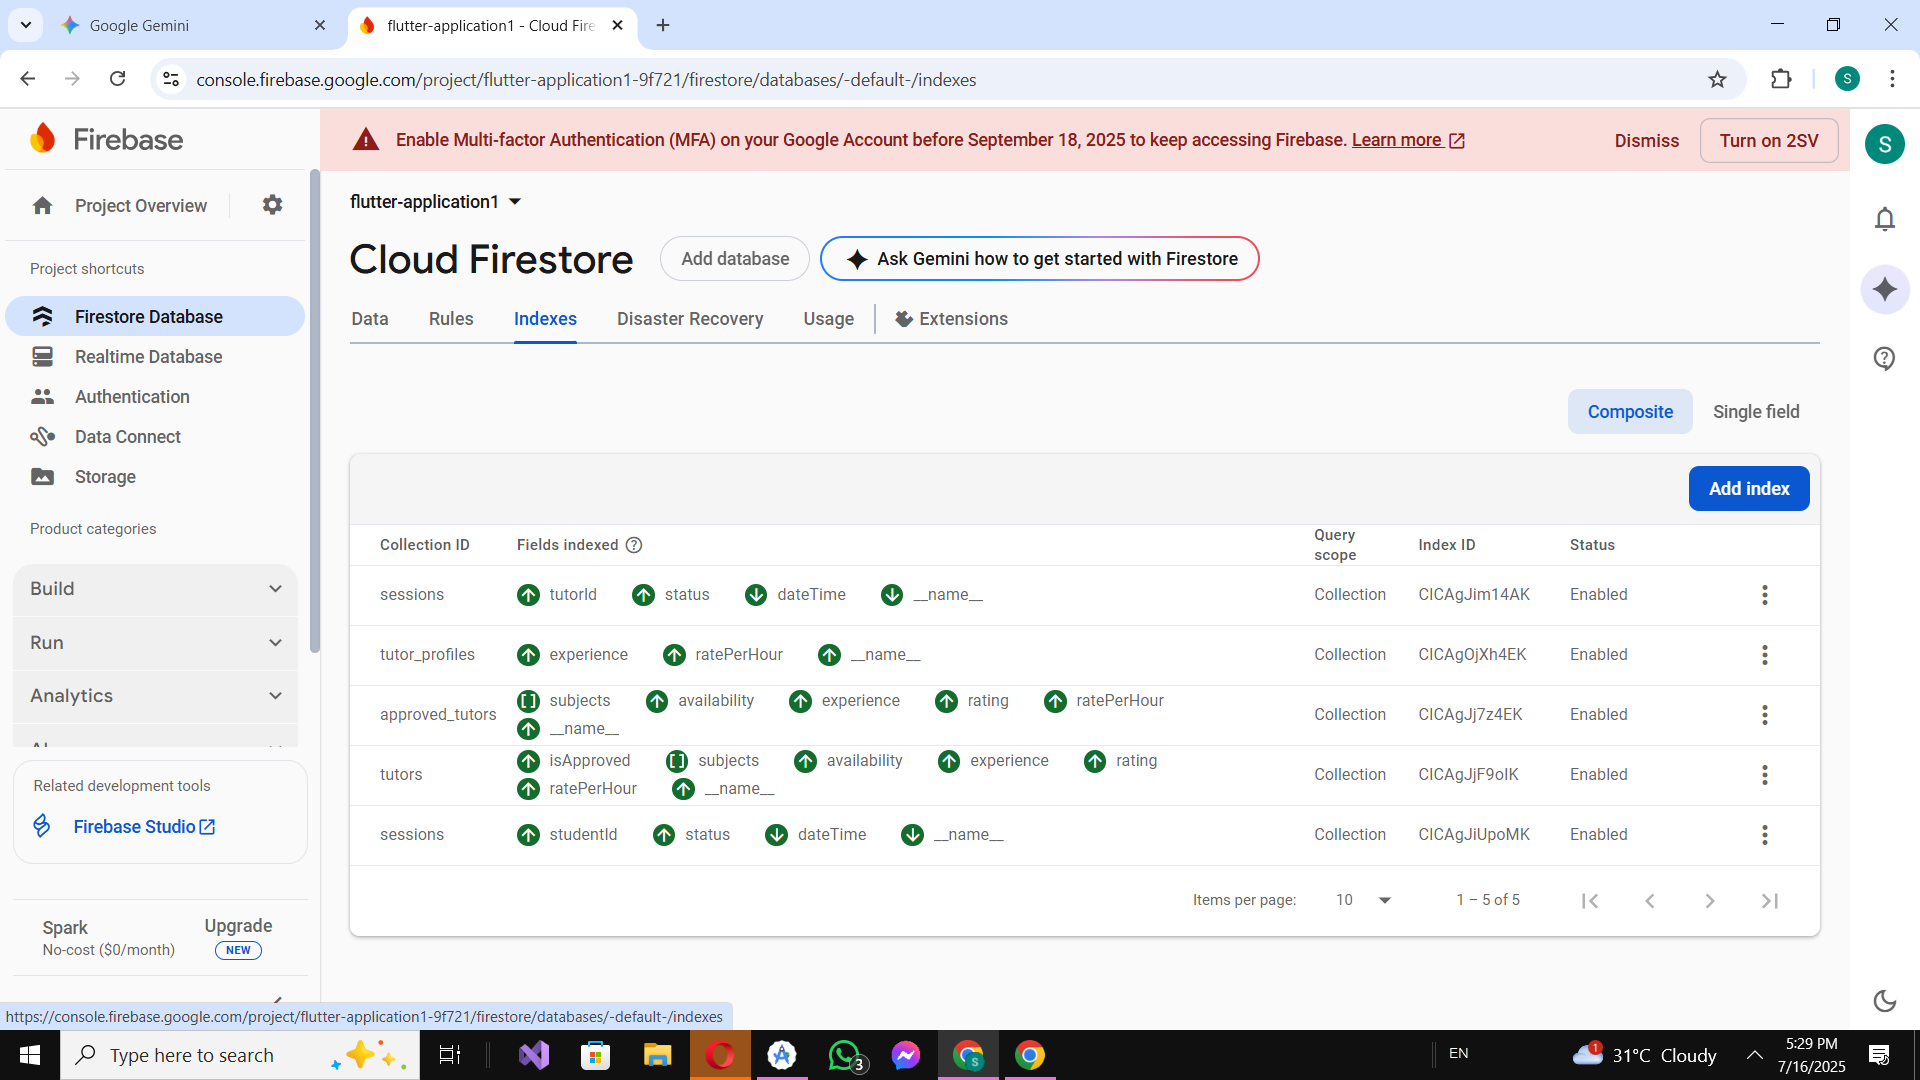 Google Gemini
flutter-application1 - Cloud Fire
console.firebase.google.com/project/flutter-application1-9f721/firestore/databases/-default-/indexes
S
Firebase
Enable Multi-factor Authentication (MFA) on your Google Account before September 18, 2025 to keep accessing Firebase. Learn more
Dismiss
Turn on 2SV
S
Project Overview
Project shortcuts
Firestore Database
Realtime Database
Authentication
Data Connect
Storage
Product categories
Build
Run
Analytics
Related development tools
Firebase Studio
Spark
No-cost ($0/month)
Upgrade
NEW
flutter-application1
Cloud Firestore
Add database
Ask Gemini how to get started with Firestore
Data Rules Indexes Disaster Recovery Usage Extensions
Composite Single field
Add index
Collection ID Fields indexed Query scope Index ID Status
sessions tutorId status dateTime __name__ Collection CICAgJim14AK Enabled
tutor_profiles experience ratePerHour __name__ Collection CICAgOjXh4EK Enabled
approved_tutors subjects availability experience rating ratePerHour
__name__ Collection CICAgJj7z4EK Enabled
tutors isApproved subjects availability experience rating
ratePerHour __name__ Collection CICAgJjF9oIK Enabled
sessions studentId status dateTime __name__ Collection CICAgJiUpoMK Enabled
Items per page: 10 1 – 5 of 5
https://console.firebase.google.com/project/flutter-application1-9f721/firestore/databases/-default-/indexes
Type here to search
3
S
EN
1
31°C Cloudy
5:29 PM
7/16/2025